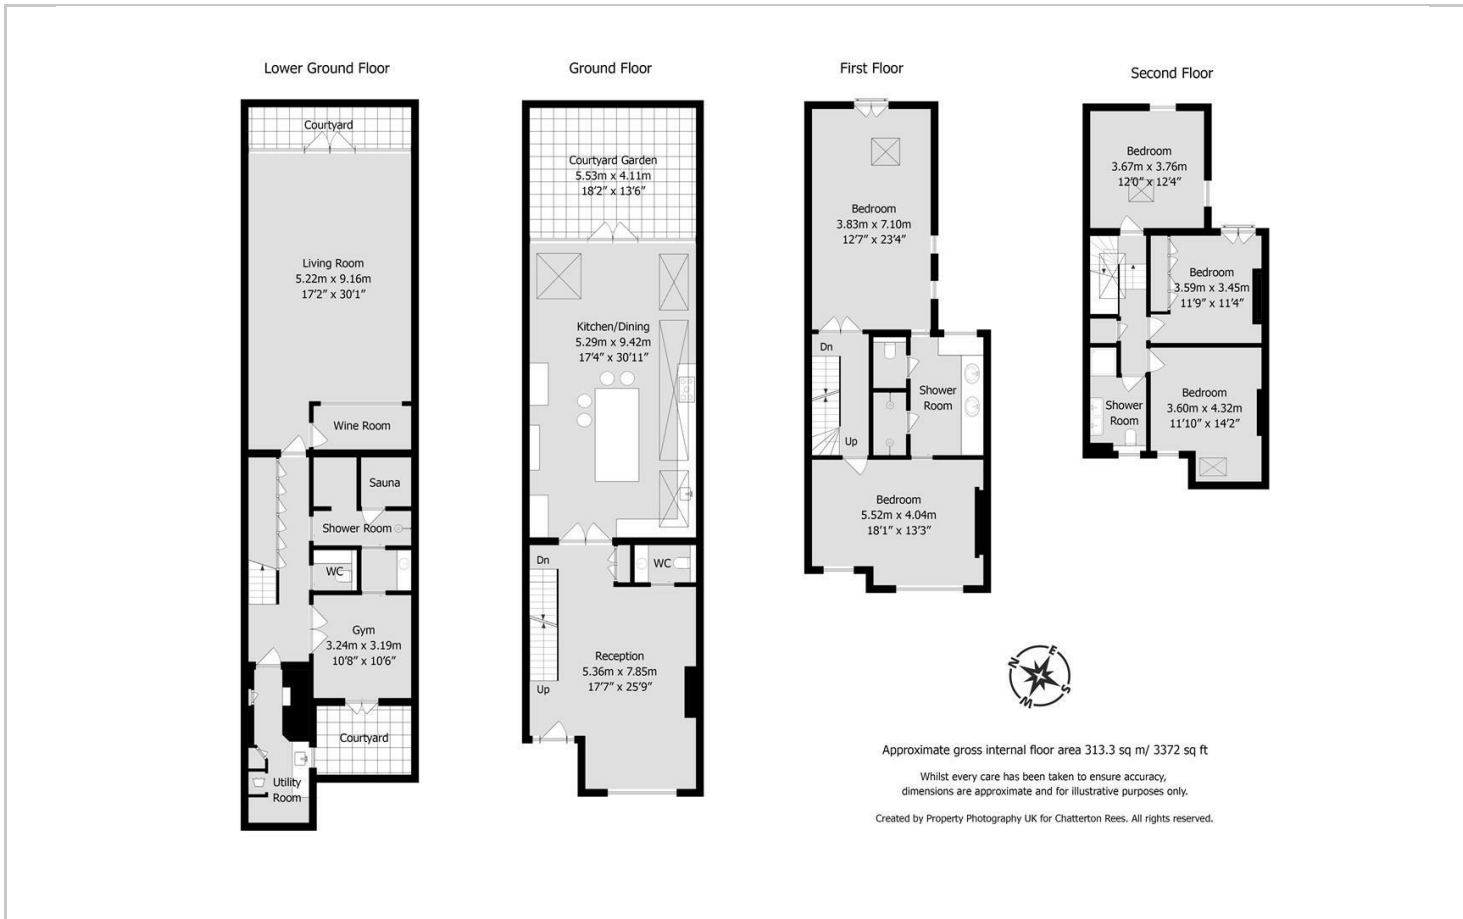 Lower Ground Floor
Courtyard
Living Room
5.22m x 9.16m
17'2" x 30'1"
Wine Room
Sauna
Shower Room
WC
Gym
3.24m x 3.19m
10'8" x 10'6"
Courtyard
Utility
Room
Ground Floor
Courtyard Garden
5.53m x 4.11m
18'2" x 13'6"
Kitchen/Dining
5.29m x 9.42m
17'4" x 30'11"
Dn
WC
Reception
5.36m x 7.85m
17'7" x 25'9"
Up
First Floor
Bedroom
3.83m x 7.10m
12'7" x 23'4"
Dn
Shower
Room
Up
Bedroom
5.52m x 4.04m
18'1" x 13'3"
Second Floor
Bedroom
3.67m x 3.76m
12'0" x 12'4"
Bedroom
3.59m x 3.45m
11'9" x 11'4"
Bedroom
3.60m x 4.32m
11'10" x 14'2"
Shower
Room
N
E
S
W
Approximate gross internal floor area 313.3 sq m/ 3372 sq ft
Whilst every care has been taken to ensure accuracy,
dimensions are approximate and for illustrative purposes only.
Created by Property Photography UK for Chatterton Rees. All rights reserved.